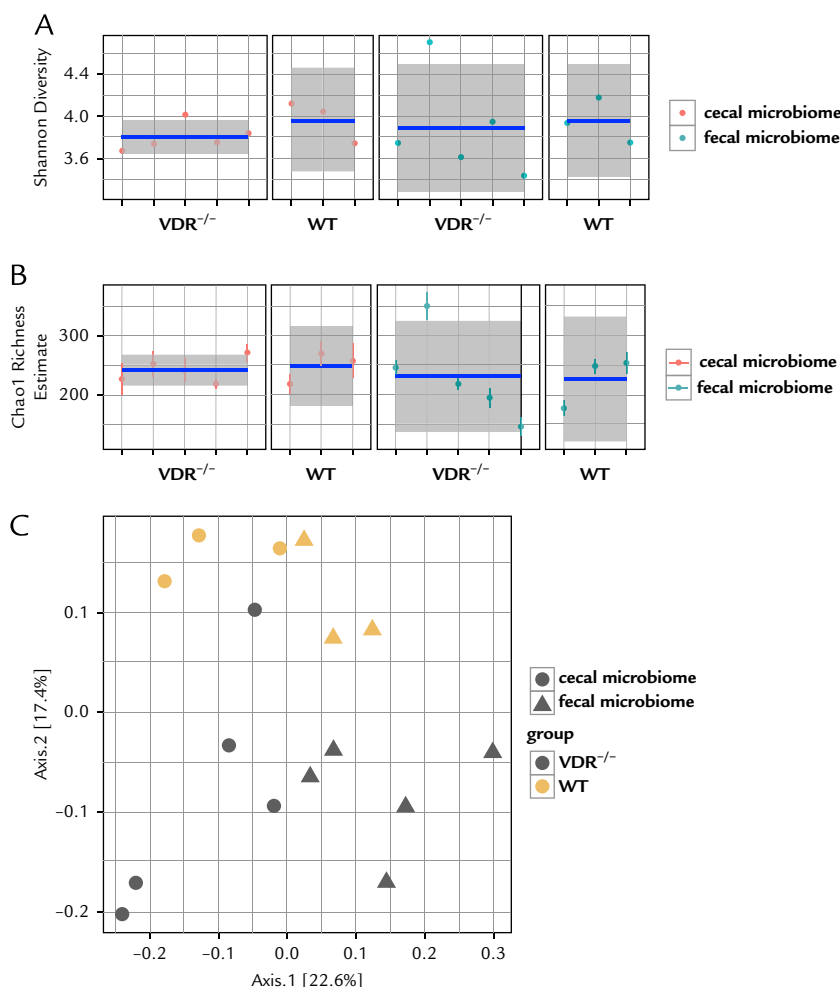 A
Shannon Diversity
4.4
4.0
3.6
VDR⁻/⁻
WT
VDR⁻/⁻
WT
cecal microbiome
fecal microbiome
B
Chao1 Richness
Estimate
300
200
VDR⁻/⁻
WT
VDR⁻/⁻
WT
cecal microbiome
fecal microbiome
C
Axis.2 [17.4%]
0.1
0.0
−0.1
−0.2
−0.2
−0.1
0.0
0.1
0.2
0.3
Axis.1 [22.6%]
cecal microbiome
fecal microbiome
group
VDR⁻/⁻
WT